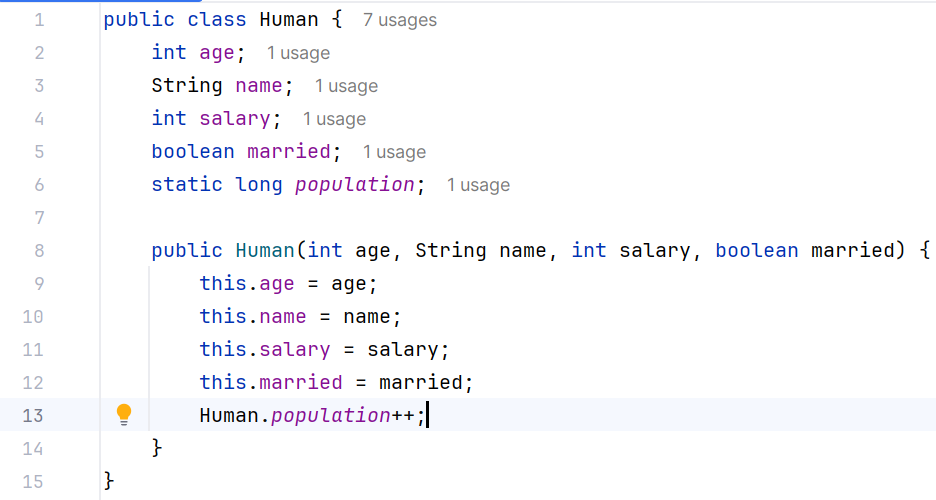 1 public class Human { 7 usages
2 int age; 1 usage
3 String name; 1 usage
4 int salary; 1 usage
5 boolean married; 1 usage
6 static long population; 1 usage
7
8 public Human(int age, String name, int salary, boolean married) {
9 this.age = age;
10 this.name = name;
11 this.salary = salary;
12 this.married = married;
13 Human.population++;
14 }
15 }